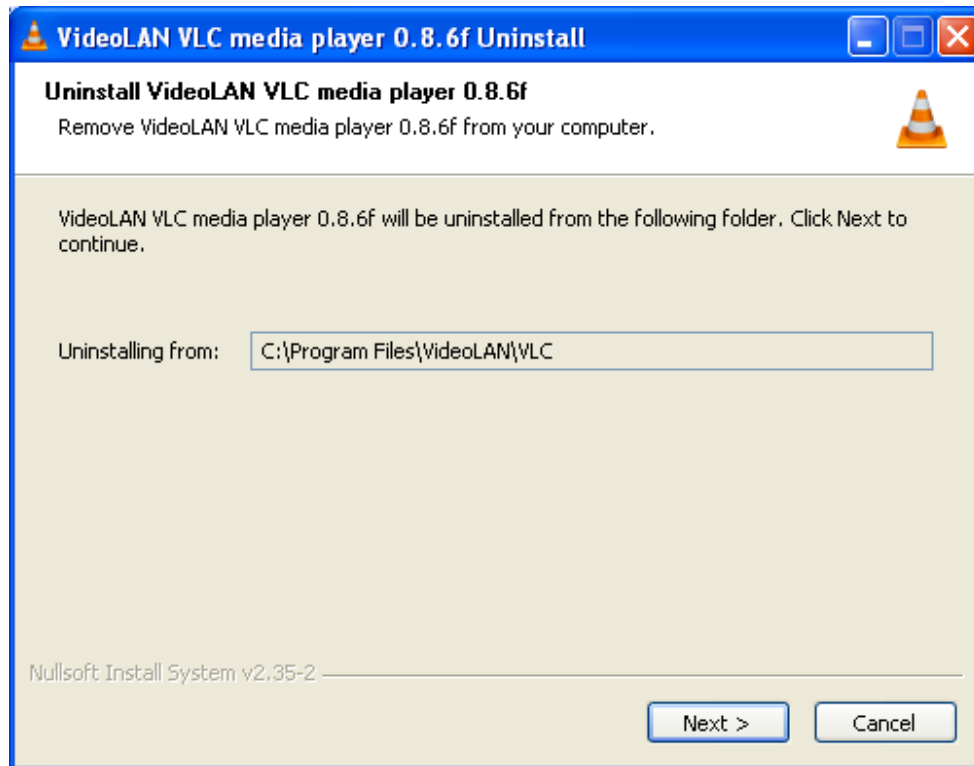 VideoLAN VLC media player 0.8.6f Uninstall
Uninstall VideoLAN VLC media player 0.8.6f
Remove VideoLAN VLC media player 0.8.6f from your computer.
VideoLAN VLC media player 0.8.6f will be uninstalled from the following folder. Click Next to
continue.
Uninstalling from: C:\Program Files\VideoLAN\VLC
Nullsoft Install System v2.35-2
Next > Cancel